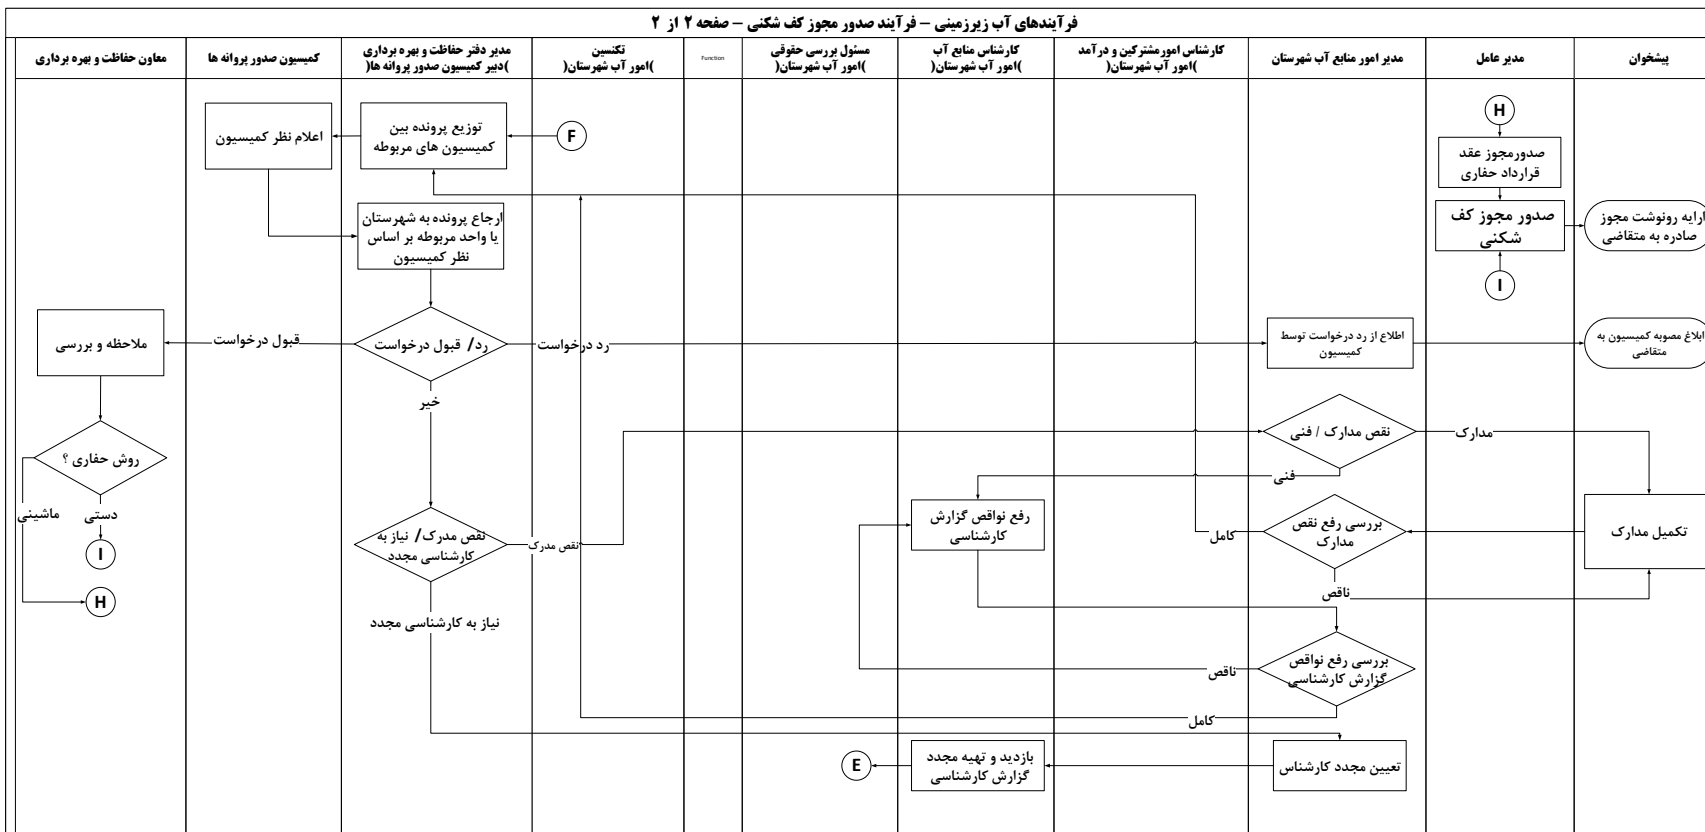 فرآیندهای آب زیرزمینی – فرآیند صدور مجوز کف شکنی – صفحه ۲ از ۲
پیشخوان
مدیر عامل
مدیر امور منابع آب شهرستان
کارشناس امورمشترکین و درآمد
)امور آب شهرستان(
کارشناس منابع آب
)امور آب شهرستان(
مسئول بررسی حقوقی
)امور آب شهرستان(
Function
تکنسین
)امور آب شهرستان(
مدیر دفتر حفاظت و بهره برداری
)دبیر کمیسیون صدور پروانه ها(
کمیسیون صدور پروانه ها
معاون حفاظت و بهره برداری
H
صدورمجوز عقد
قرارداد حفاری
صدور مجوز کف
شکنی
I
ارایه رونوشت مجوز
صادره به متقاضی
F
توزیع پرونده بین
کمیسیون های مربوطه
اعلام نظر کمیسیون
ارجاع پرونده به شهرستان
یا واحد مربوطه بر اساس
نظر کمیسیون
رد/ قبول درخواست
قبول درخواست
رد درخواست
خیر
ملاحظه و بررسی
اطلاع از رد درخواست توسط
کمیسیون
ابلاغ مصوبه کمیسیون به
متقاضی
روش حفاری ؟
ماشینی
دستی
I
H
نقص مدارک / فنی
مدارک
فنی
رفع نواقص گزارش
کارشناسی
بررسی رفع نقص
مدارک
کامل
ناقص
تکمیل مدارک
نقص مدرک/ نیاز به
کارشناسی مجدد
نقص مدرک
نیاز به کارشناسی مجدد
بررسی رفع نواقص
گزارش کارشناسی
ناقص
کامل
تعیین مجدد کارشناس
بازدید و تهیه مجدد
گزارش کارشناسی
E